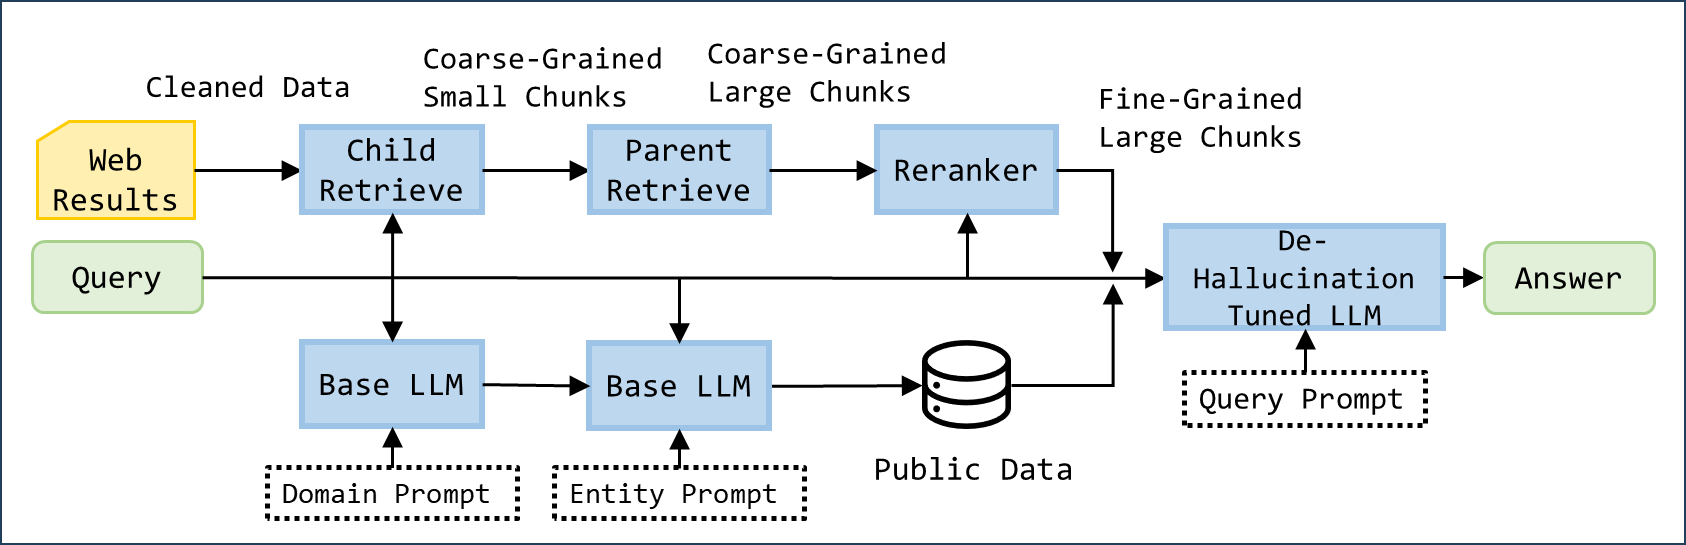 Cleaned Data
Coarse-Grained
Small Chunks
Coarse-Grained
Large Chunks
Fine-Grained
Large Chunks
Web
Results
Child
Retrieve
Parent
Retrieve
Reranker
Query
De-
Hallucination
Tuned LLM
Answer
Base LLM
Base LLM
Public Data
Query Prompt
Domain Prompt
Entity Prompt